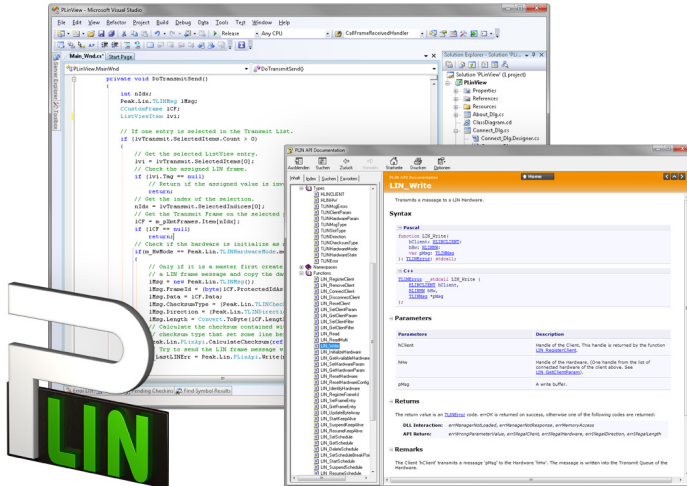 PLinView - Microsoft Visual Studio
File Edit View Refactor Project Build Debug Data Tools Test Window Help
Release Any CPU CallFrameReceivedHandler
Main_Wnd.cs* Start Page
PLinView.MainWnd DoTransmitSend()
Server Explorer Toolbox
private void DoTransmitSend()
{
int nIdx;
Peak.Lin.TLINMsg lMsg;
CCustomFrame lCF;
ListViewItem lvi;
// If one entry is selected in the Transmit List.
if (lvTransmit.SelectedItems.Count > 0)
{
// Get the selected ListView entry.
lvi = lvTransmit.SelectedItems[0];
// Check the assigned LIN frame.
if (lvi.Tag == null)
// Return if the assigned value is inv
return;
// Get the index of the selection.
nIdx = lvTransmit.SelectedIndices[0];
// Get the Transmit Frame on the selected
lCF = m_pXmtFrames.Item[nIdx];
if (lCF == null)
return;
// Check if the hardware is initialize as m
if(m_HwMode == Peak.Lin.TLINHardwareMode.m
{
// Only if it is a master first create
// a LIN frame message and copy the da
lMsg = new Peak.Lin.TLINMsg();
lMsg.FrameId = (byte)lCF.ProtectedIdAs
lMsg.Data = lCF.Data;
lMsg.ChecksumType = (Peak.Lin.TLINChec
lMsg.Direction = (Peak.Lin.TLINDirecti
lMsg.Length = Convert.ToByte(lCF.Lengt
// Calculate the checksum contained wit
// checksum type that set some line be
Peak.Lin.PLinApi.CalculateChecksum(ref
// Try to send the LIN frame message w
LastLINErr = Peak.Lin.PLinApi.Write(m
Error List Pending Checkins Find Symbol Results
Solution Explorer - Solution 'PLi...
Solution 'PLinView' (1 project)
PLinView
Properties
References
Resources
About_Dlg.cs
ClassDiagram.cd
Connect_Dlg.cs
Connect_Dlg.Designer.cs
PLIN API Documentation
Ausblenden Suchen Zurück Vorwärts Startseite Drucken Optionen
Inhalt Index Suchen Favoriten
Types
HLINCLIENT
HLINHW
TLINMsgErrors
TLINClientParam
TLINHardwareParam
TLINMsgType
TLINSlotType
TLINDirection
TLINChecksumType
TLINHardwareMode
TLINHardwareState
TLINError
Namespaces
Functions
LIN_RegisterClient
LIN_RemoveClient
LIN_ConnectClient
LIN_DisconnectClient
LIN_ResetClient
LIN_SetClientParam
LIN_GetClientParam
LIN_SetClientFilter
LIN_GetClientFilter
LIN_Read
LIN_ReadMulti
LIN_Write
LIN_InitializeHardware
LIN_GetAvailableHardware
LIN_SetHardwareParam
LIN_GetHardwareParam
LIN_ResetHardware
LIN_ResetHardwareConfig
LIN_IdentifyHardware
LIN_RegisterFrameId
LIN_SetFrameEntry
LIN_GetFrameEntry
LIN_UpdateByteArray
LIN_StartKeepAlive
LIN_SuspendKeepAlive
LIN_ResumeKeepAlive
LIN_SetSchedule
LIN_GetSchedule
LIN_DeleteSchedule
LIN_SetScheduleBreakPoi
LIN_StartSchedule
LIN_SuspendSchedule
LIN_ResumeSchedule
PLIN API Documentation
Home
LIN_Write
Transmits a message to a LIN Hardware.
Syntax
Pascal
function LIN_Write(
hClient: HLINCLIENT;
hHw: HLINHW;
var pMsg: TLINMsg
): TLINError; stdcall;
C++
TLINError __stdcall LIN_Write (
HLINCLIENT hClient,
HLINHW hHw,
TLINMsg *pMsg
);
Parameters
Parameters Description
hClient Handle of the Client. This handle is returned by the function
LIN_RegisterClient.
hHw Handle of the Hardware. (One handle from the list of
connected hardware of the client above. See
LIN_GetClientParam).
pMsg A write buffer.
Returns
The return value is an TLINError code. errOK is returned on success, otherwise one of the following codes are returned:
DLL Interaction: errManagerNotLoaded, errManagerNotResponse, errMemoryAccess
API Return: errWrongParameterValue, errIllegalClient, errIllegalHardware, errIllegalDirection, errIllegalLength
Remarks
The Client 'hClient' transmits a message 'pMsg' to the Hardware 'hHw'. The message is written into the Transmit Queue of the
Hardware.
PLIN